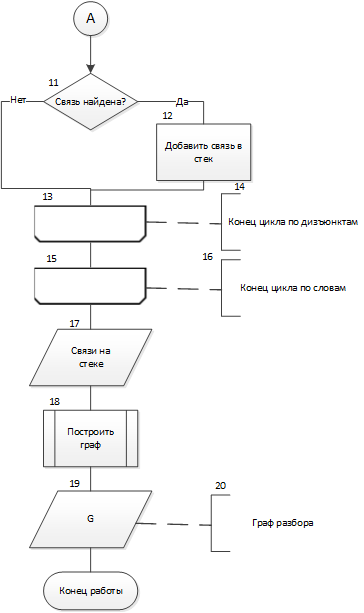 A
11
Связь найдена?
Нет
Да
12
Добавить связь в
стек
13
14
Конец цикла по дизъюнктам
15
16
Конец цикла по словам
17
Связи на
стеке
18
Построить
граф
19
G
20
Граф разбора
Конец работы